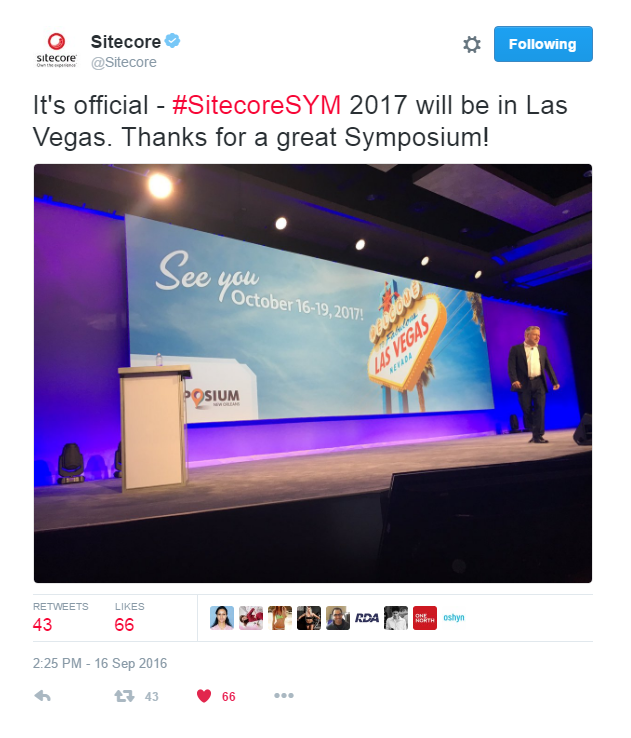 Sitecore
@Sitecore
sitecore
Own the experience
Following
It's official - #SitecoreSYM 2017 will be in Las
Vegas. Thanks for a great Symposium!
See you
October 16-19, 2017!
WELCOME
Fabulous
LAS VEGAS
NEVADA
POSIUM
NEW ORLEANS
RETWEETS
LIKES
43
66
RDA
ONE
NORTH
oshyn
2:25 PM - 16 Sep 2016
43
66